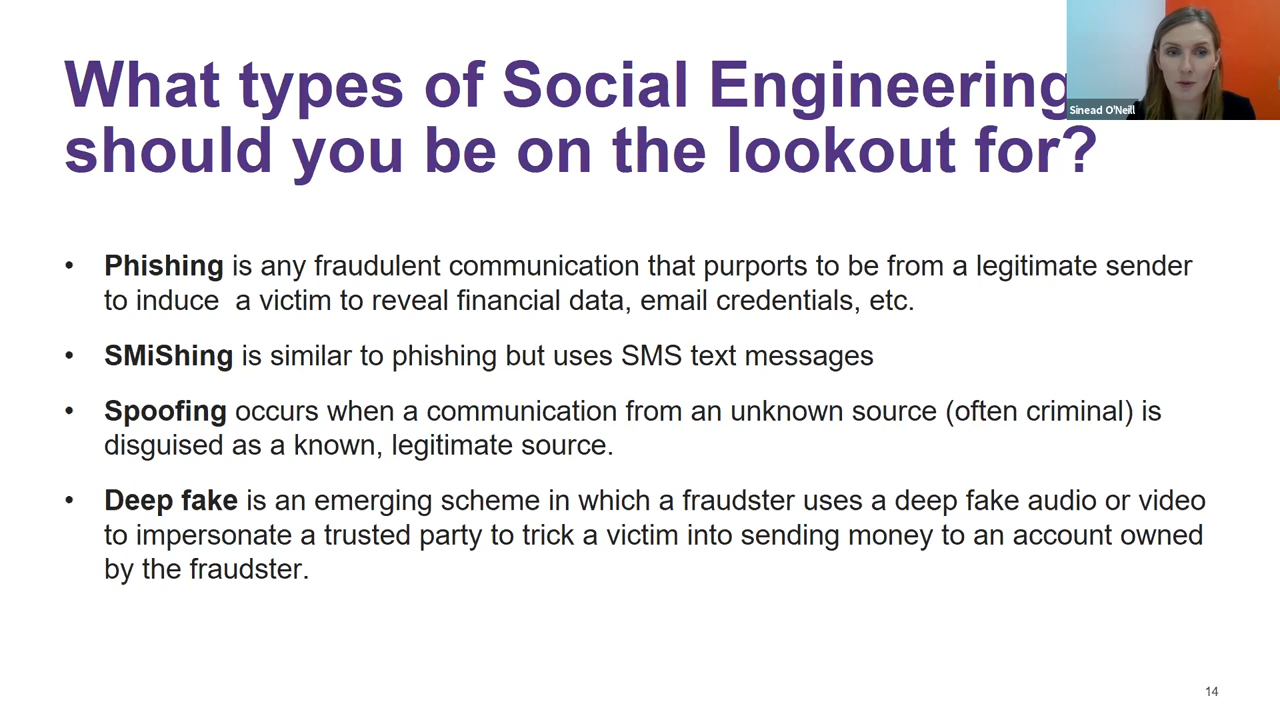 What types of Social Engineering
should you be on the lookout for?
Sinead O'Neill
• Phishing is any fraudulent communication that purports to be from a legitimate sender
to induce  a victim to reveal financial data, email credentials, etc.
• SMiShing is similar to phishing but uses SMS text messages
• Spoofing occurs when a communication from an unknown source (often criminal) is
disguised as a known, legitimate source.
• Deep fake is an emerging scheme in which a fraudster uses a deep fake audio or video
to impersonate a trusted party to trick a victim into sending money to an account owned
by the fraudster.
14